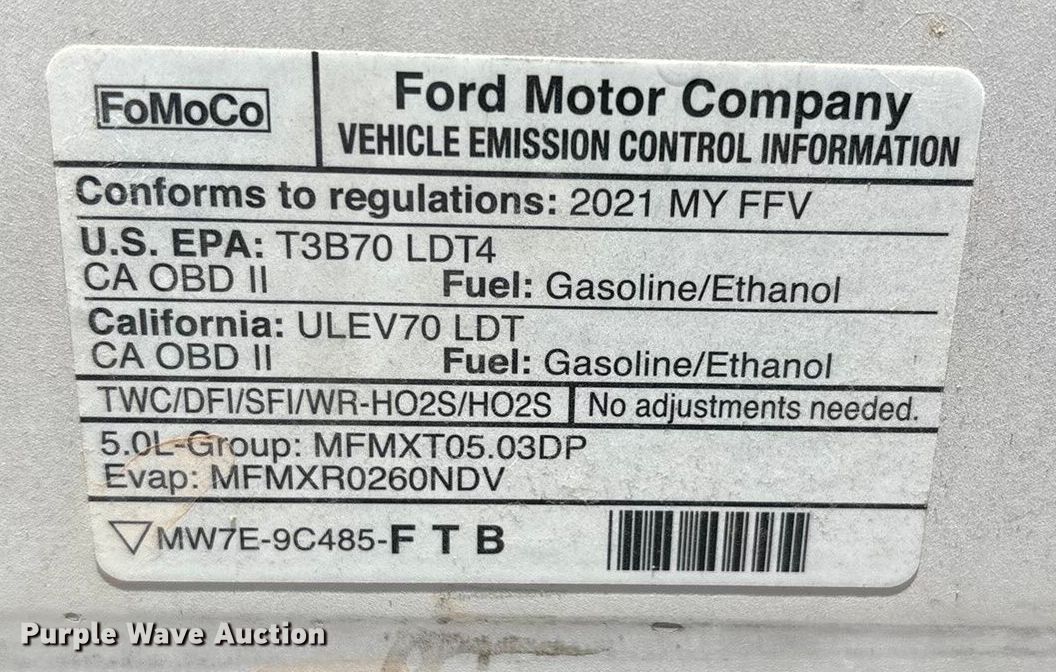 FoMoCo
Ford Motor Company
VEHICLE EMISSION CONTROL INFORMATION
Conforms to regulations: 2021 MY FFV
U.S. EPA: T3B70 LDT4
CA OBD II Fuel: Gasoline/Ethanol
California: ULEV70 LDT
CA OBD II Fuel: Gasoline/Ethanol
TWC/DFI/SFI/WR-HO2S/HO2S No adjustments needed.
5.0L-Group: MFMXT05.03DP
Evap: MFMXR0260NDV
MW7E-9C485-F T B
Purple Wave Auction